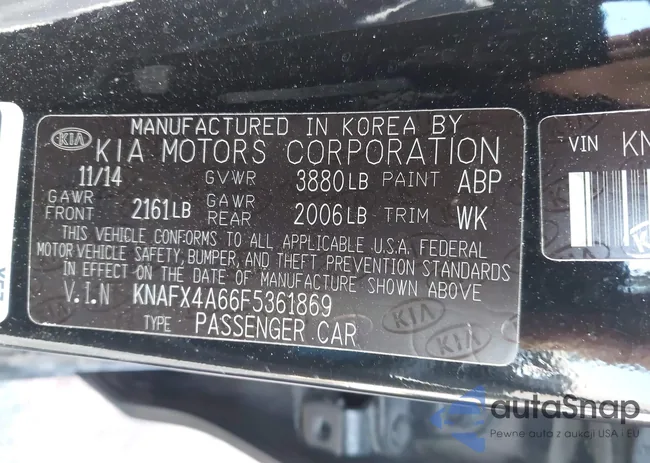 MANUFACTURED IN KOREA BY
KIA KIA MOTORS CORPORATION
11/14 GVWR 3880LB PAINT ABP
GAWR FRONT 2161LB GAWR REAR 2006LB TRIM WK
THIS VEHICLE CONFORMS TO ALL APPLICABLE U.S.A. FEDERAL
MOTOR VEHICLE SAFETY, BUMPER, AND THEFT PREVENTION STANDARDS
IN EFFECT ON THE DATE OF MANUFACTURE SHOWN ABOVE
V.I.N KNAFX4A66F5361869
TYPE PASSENGER CAR
KIA
KIA
VIN KN
autoSnap
Pewne auta z aukcji USA i EU